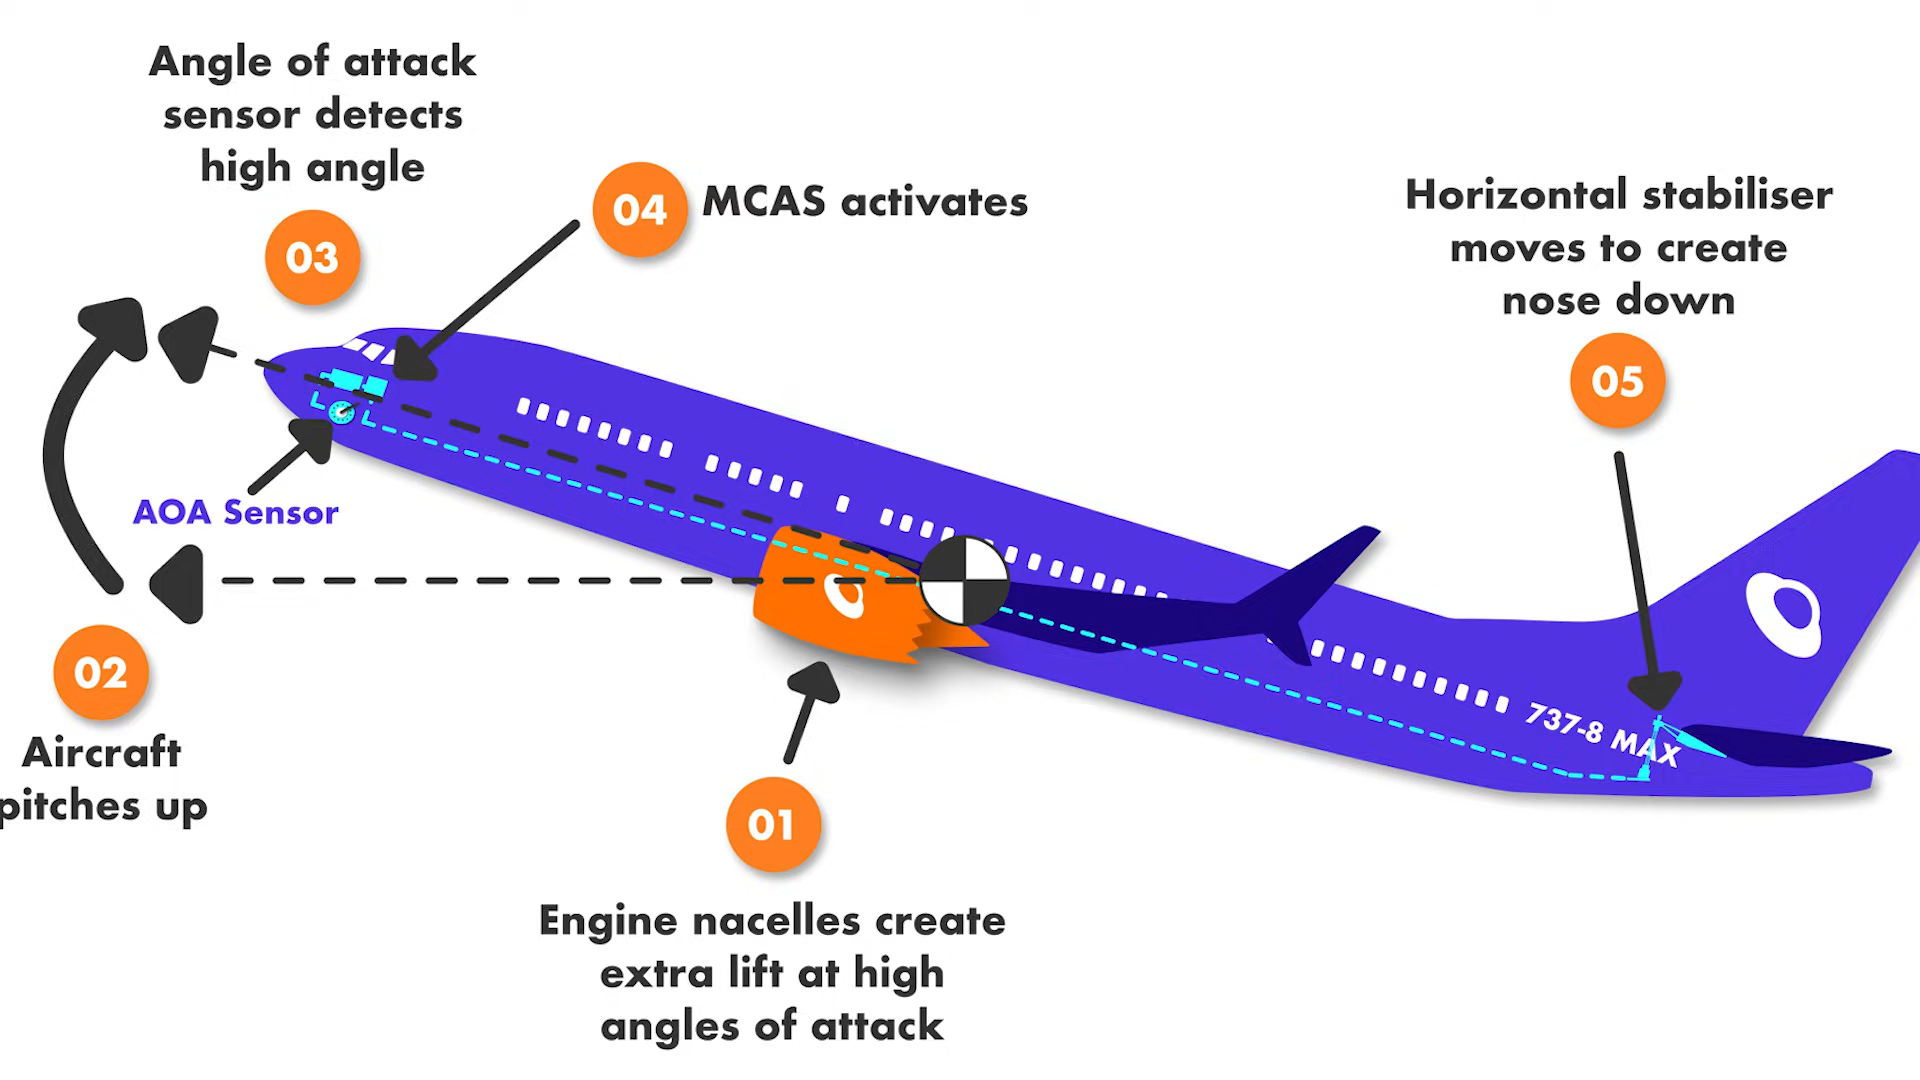 Angle of attack
sensor detects
high angle
03
04
MCAS activates
Horizontal stabiliser
moves to create
nose down
05
AOA Sensor
02
Aircraft
pitches up
737-8 MAX
01
Engine nacelles create
extra lift at high
angles of attack